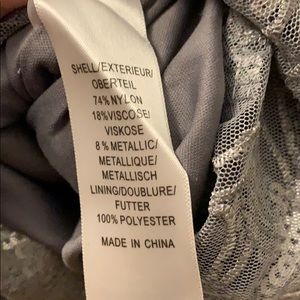 SHELL/EXTERIEUR/
OBERTEIL
74% NYLON
18%VISCOSE/
VISKOSE
8 % METALLIC/
METALLIQUE/
METALLISCH
LINING/DOUBLURE/
FUTTER
100% POLYESTER
MADE IN CHINA